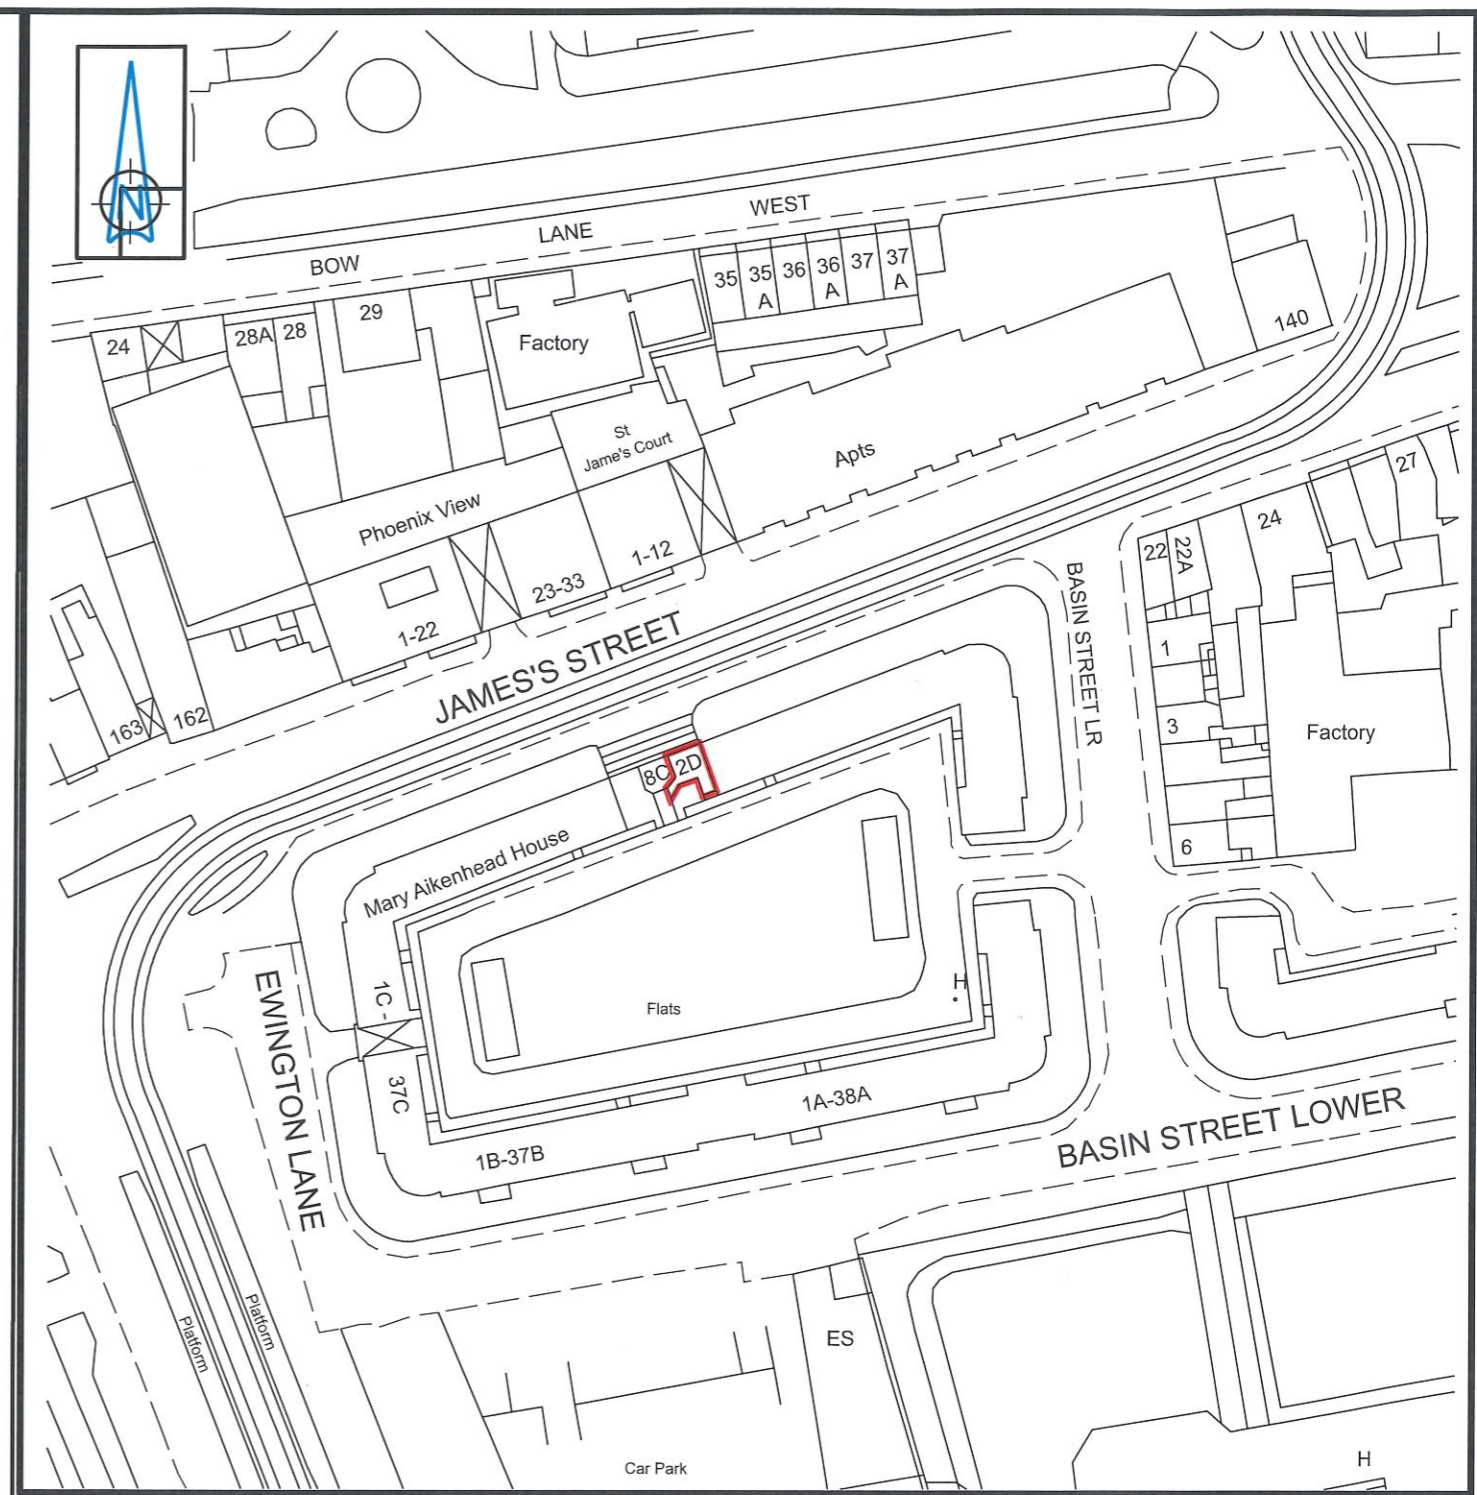 N
BOW LANE WEST
24
28A
28
29
Factory
35
35
A
36
36
A
37
37
A
140
St
Jame's Court
Apts
Phoenix View
1-22
23-33
1-12
163
162
JAMES'S STREET
BASIN STREET LR
22
22A
24
27
1
3
6
Factory
8C
2D
Mary Aikenhead House
1C -
37C
Flats
H
EWINGTON LANE
1B-37B
1A-38A
BASIN STREET LOWER
Platform
Platform
ES
Car Park
H